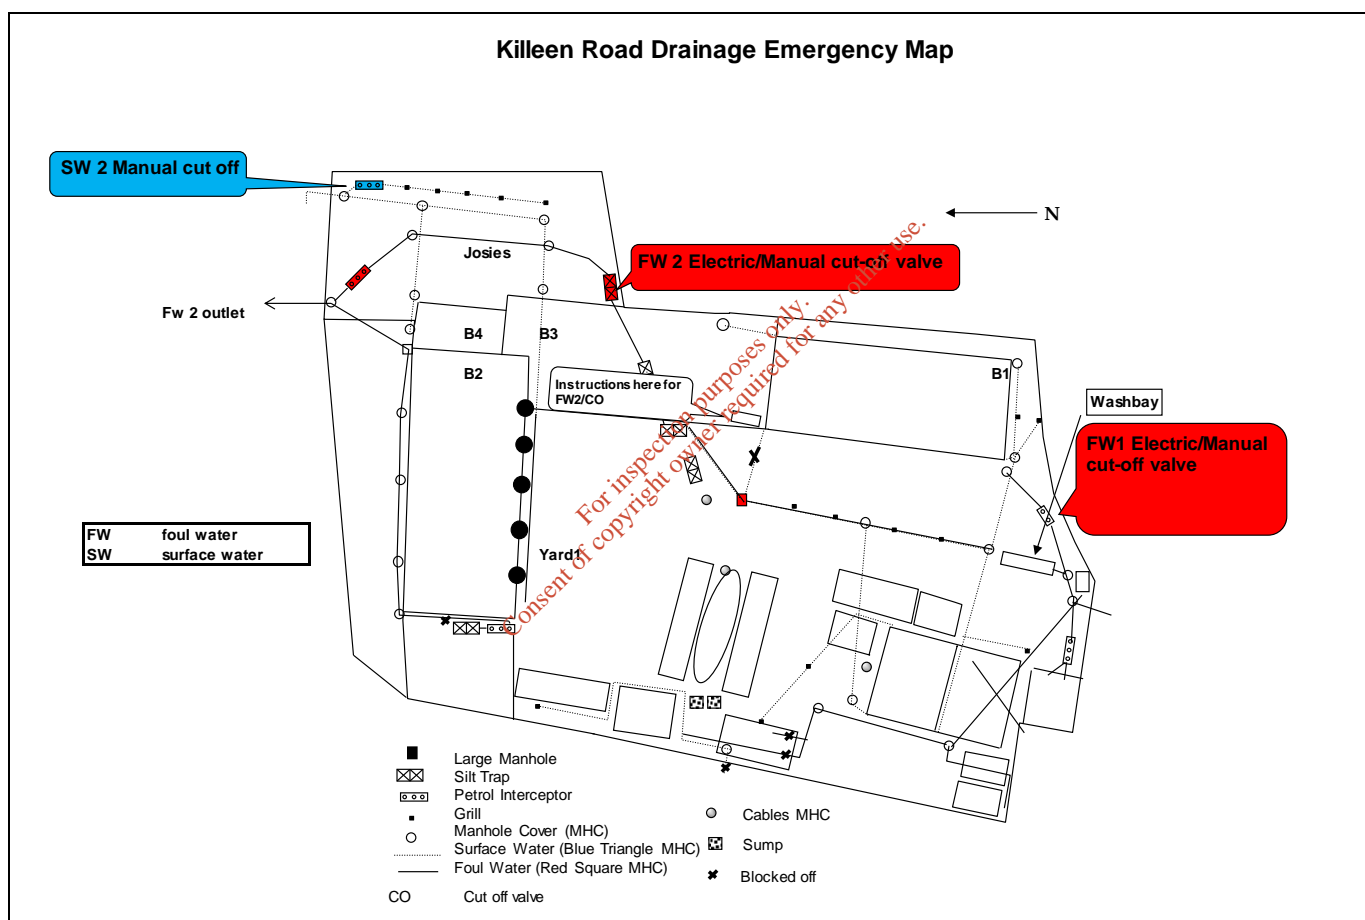 Killeen Road Drainage Emergency Map
SW 2 Manual cut off
N
Josies
FW 2 Electric/Manual cut-off valve
Fw 2 outlet
B4
B3
B2
B1
Instructions here for
FW2/CO
Washbay
FW1 Electric/Manual
cut-off valve
FW foul water
SW surface water
Yard1
For inspection purposes only.
Consent of copyright owner required for any other use.
Large Manhole
Silt Trap
Petrol Interceptor
Grill
Manhole Cover (MHC)
Surface Water (Blue Triangle MHC)
Foul Water (Red Square MHC)
CO Cut off valve
Cables MHC
Sump
Blocked off